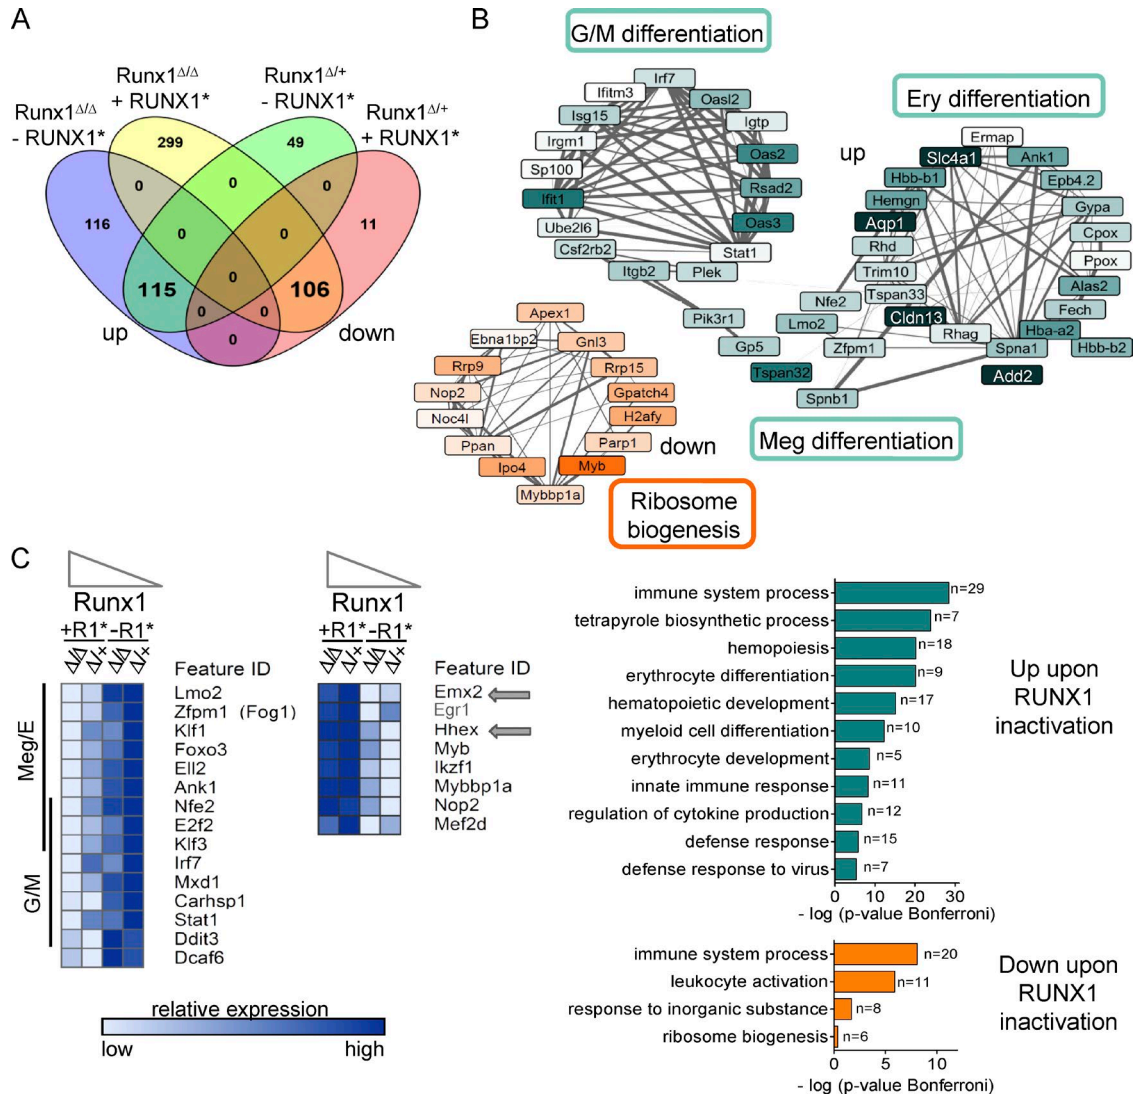 A
Runx1Δ/Δ
- RUNX1*
Runx1Δ/Δ
+ RUNX1*
Runx1Δ/+
- RUNX1*
Runx1Δ/+
+ RUNX1*
299
49
0
0
0
116
0
0
11
0
115
106
0
0
0
up
down
B
G/M differentiation
Irf7
Ifitm3
Oasl2
Isg15
Igtp
Irgm1
Oas2
Sp100
Rsad2
Ifit1
Oas3
Ube2l6
Csf2rb2
Stat1
Itgb2
Plek
Pik3r1
Gp5
Ery differentiation
up
Ermap
Slc4a1
Ank1
Hbb-b1
Epb4.2
Hemgn
Gypa
Aqp1
Cpox
Rhd
Ppox
Trim10
Alas2
Tspan33
Nfe2
Fech
Cldn13
Lmo2
Rhag
Hba-a2
Zfpm1
Spna1
Hbb-b2
Tspan32
Add2
Spnb1
Meg differentiation
Apex1
Ebna1bp2
Gnl3
Rrp9
Rrp15
Nop2
Gpatch4
Noc4l
H2afy
Ppan
Parp1
Ipo4
Myb
Mybbp1a
down
Ribosome
biogenesis
C
Runx1
+R1* -R1*
Δ/Δ Δ/+ Δ/Δ Δ/+
Feature ID
Meg/E
G/M
Lmo2
Zfpm1 (Fog1)
Klf1
Foxo3
Ell2
Ank1
Nfe2
E2f2
Klf3
Irf7
Mxd1
Carhsp1
Stat1
Ddit3
Dcaf6
Runx1
+R1* -R1*
Δ/Δ Δ/+ Δ/Δ Δ/+
Feature ID
Emx2
Egr1
Hhex
Myb
Ikzf1
Mybbp1a
Nop2
Mef2d
relative expression
low
high
immune system process
n=29
tetrapyrole biosynthetic process
n=7
hemopoiesis
n=18
erythrocyte differentiation
n=9
hematopoietic development
n=17
myeloid cell differentiation
n=10
erythrocyte development
n=5
innate immune response
n=11
regulation of cytokine production
n=12
defense response
n=15
defense response to virus
n=7
0 10 20 30
- log (p-value Bonferroni)
Up upon
RUNX1
inactivation
immune system process
n=20
leukocyte activation
n=11
response to inorganic substance
n=8
ribosome biogenesis
n=6
0 5 10
- log (p-value Bonferroni)
Down upon
RUNX1
inactivation